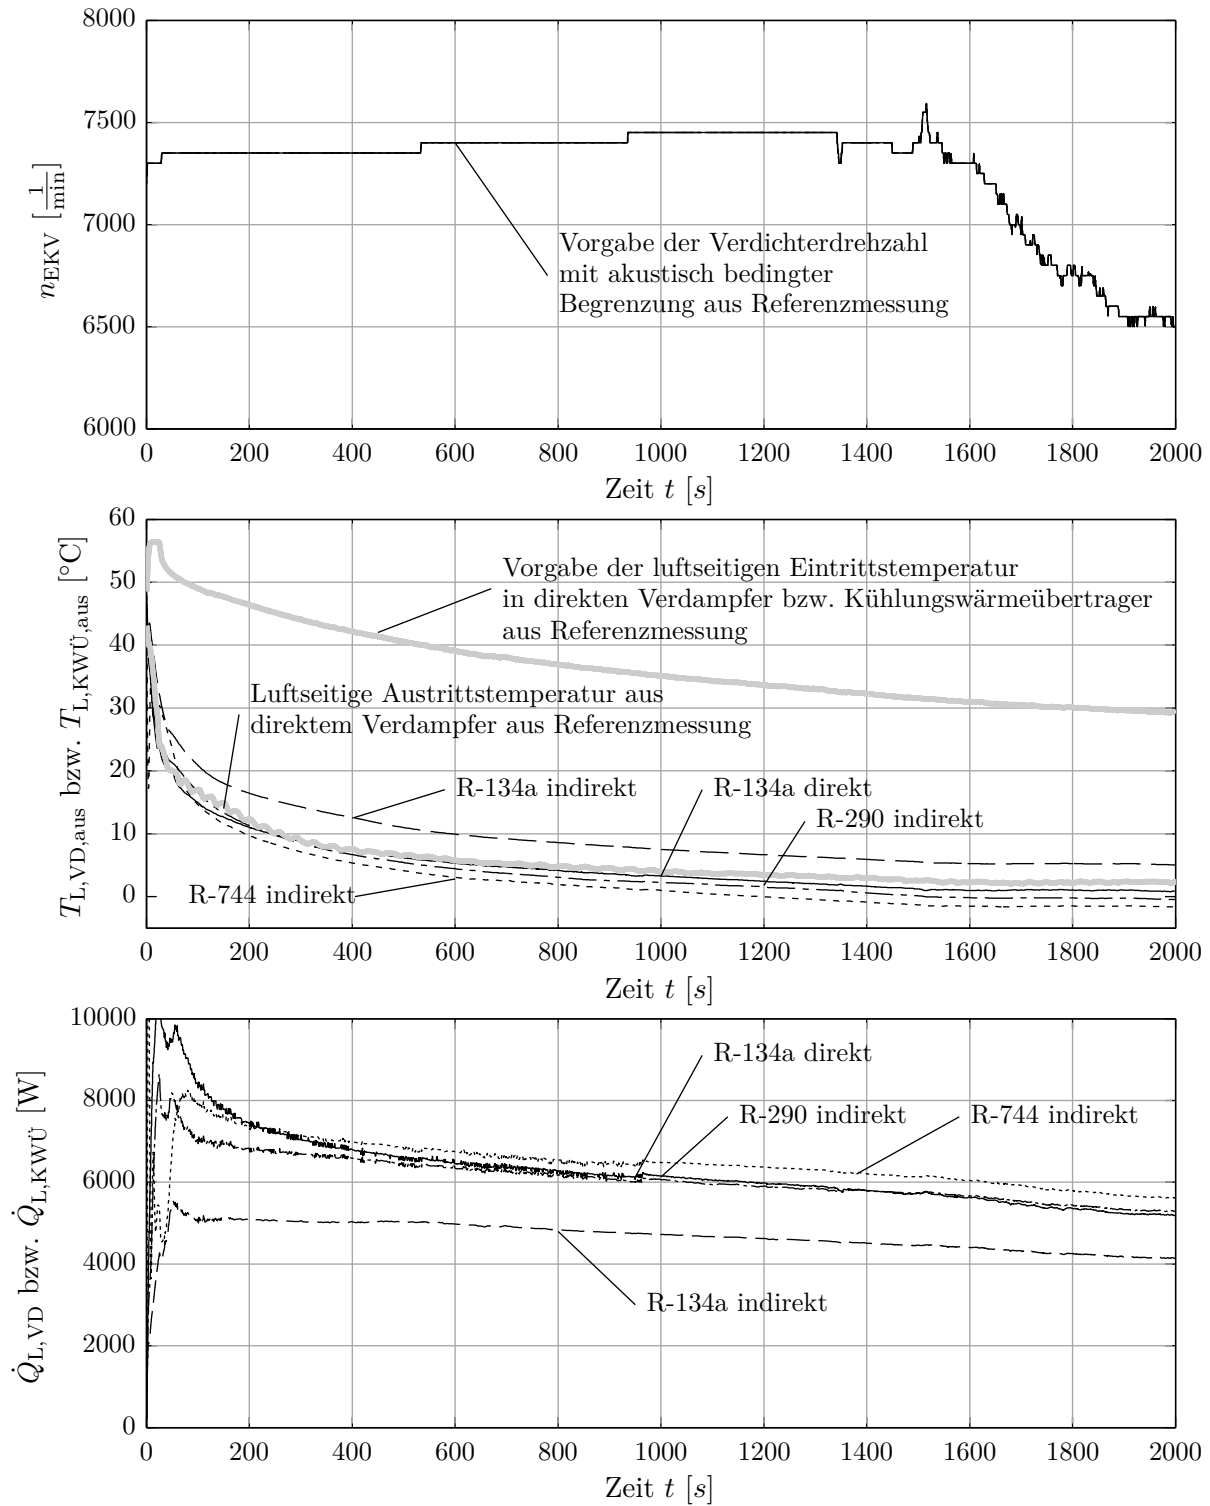 8000
7500
7000
6500
6000
n_EKV [1/min]
Vorgabe der Verdichterdrehzahl
mit akustisch bedingter
Begrenzung aus Referenzmessung
0 200 400 600 800 1000 1200 1400 1600 1800 2000
Zeit t [s]
60
50
40
30
20
10
0
T_L,VD,aus bzw. T_L,KWÜ,aus [°C]
Vorgabe der luftseitigen Eintrittstemperatur
in direkten Verdampfer bzw. Kühlungswärmeübertrager
aus Referenzmessung
Luftseitige Austrittstemperatur aus
direktem Verdampfer aus Referenzmessung
R-134a indirekt
R-134a direkt
R-290 indirekt
R-744 indirekt
0 200 400 600 800 1000 1200 1400 1600 1800 2000
Zeit t [s]
10000
8000
6000
4000
2000
0
Q̇_L,VD bzw. Q̇_L,KWÜ [W]
R-134a direkt
R-290 indirekt
R-744 indirekt
R-134a indirekt
0 200 400 600 800 1000 1200 1400 1600 1800 2000
Zeit t [s]